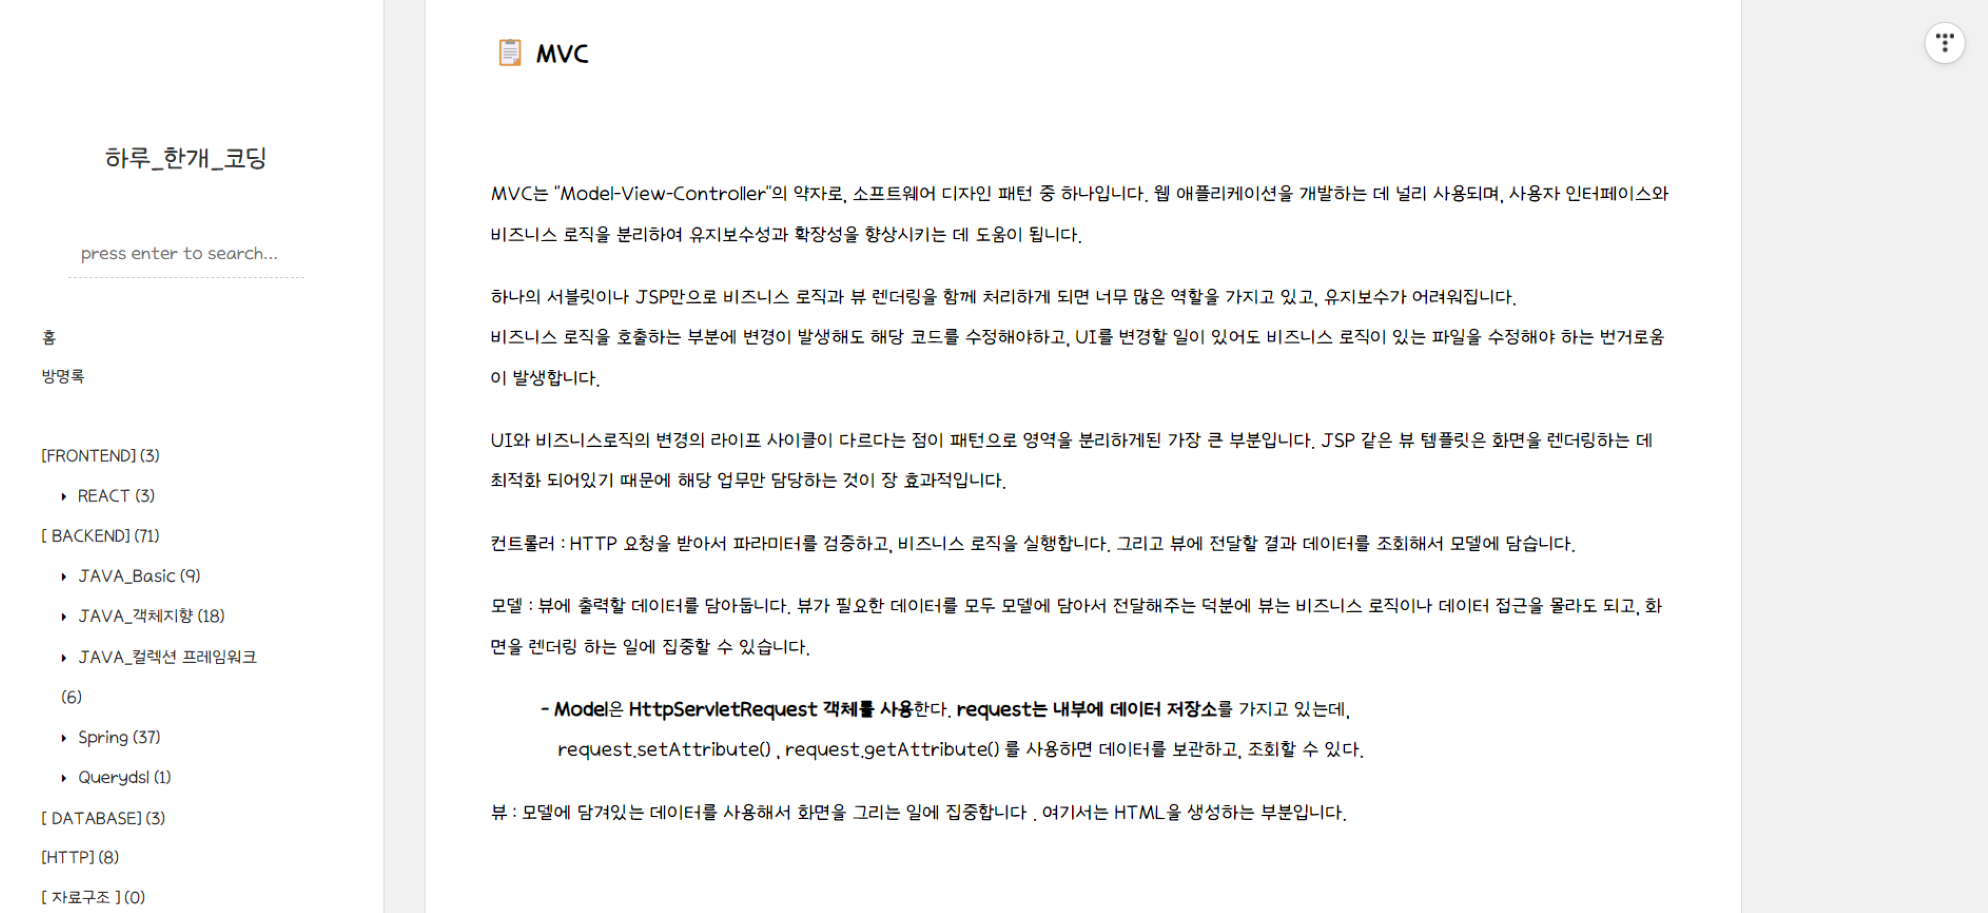 하루_한개_코딩
press enter to search...
홈
방명록
[FRONTEND] (3)
REACT (3)
[ BACKEND] (71)
JAVA_Basic (9)
JAVA_객체지향 (18)
JAVA_컬렉션 프레임워크
(6)
Spring (37)
Querydsl (1)
[ DATABASE] (3)
[HTTP] (8)
[ 자료구조 ] (0)
MVC
MVC는 "Model-View-Controller"의 약자로, 소프트웨어 디자인 패턴 중 하나입니다. 웹 애플리케이션을 개발하는 데 널리 사용되며, 사용자 인터페이스와
비즈니스 로직을 분리하여 유지보수성과 확장성을 향상시키는 데 도움이 됩니다.
하나의 서블릿이나 JSP만으로 비즈니스 로직과 뷰 렌더링을 함께 처리하게 되면 너무 많은 역할을 가지고 있고, 유지보수가 어려워집니다.
비즈니스 로직을 호출하는 부분에 변경이 발생해도 해당 코드를 수정해야하고, UI를 변경할 일이 있어도 비즈니스 로직이 있는 파일을 수정해야 하는 번거로움
이 발생합니다.
UI와 비즈니스로직의 변경의 라이프 사이클이 다르다는 점이 패턴으로 영역을 분리하게된 가장 큰 부분입니다. JSP 같은 뷰 템플릿은 화면을 렌더링하는 데
최적화 되어있기 때문에 해당 업무만 담당하는 것이 장 효과적입니다.
컨트롤러 : HTTP 요청을 받아서 파라미터를 검증하고, 비즈니스 로직을 실행합니다. 그리고 뷰에 전달할 결과 데이터를 조회해서 모델에 담습니다.
모델 : 뷰에 출력할 데이터를 담아둡니다. 뷰가 필요한 데이터를 모두 모델에 담아서 전달해주는 덕분에 뷰는 비즈니스 로직이나 데이터 접근을 몰라도 되고, 화
면을 렌더링 하는 일에 집중할 수 있습니다.
- Model은 HttpServletRequest 객체를 사용한다. request는 내부에 데이터 저장소를 가지고 있는데,
request.setAttribute() , request.getAttribute() 를 사용하면 데이터를 보관하고, 조회할 수 있다.
뷰 : 모델에 담겨있는 데이터를 사용해서 화면을 그리는 일에 집중합니다 . 여기서는 HTML을 생성하는 부분입니다.